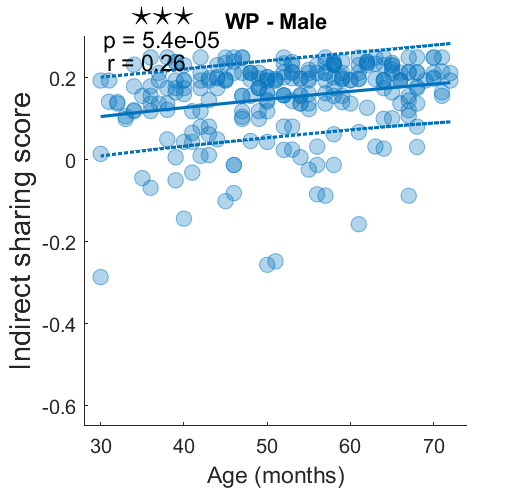 ★★★
WP - Male
p = 5.4e-05
r = 0.26
Indirect sharing score
0.2
0
-0.2
-0.4
-0.6
30 40 50 60 70
Age (months)